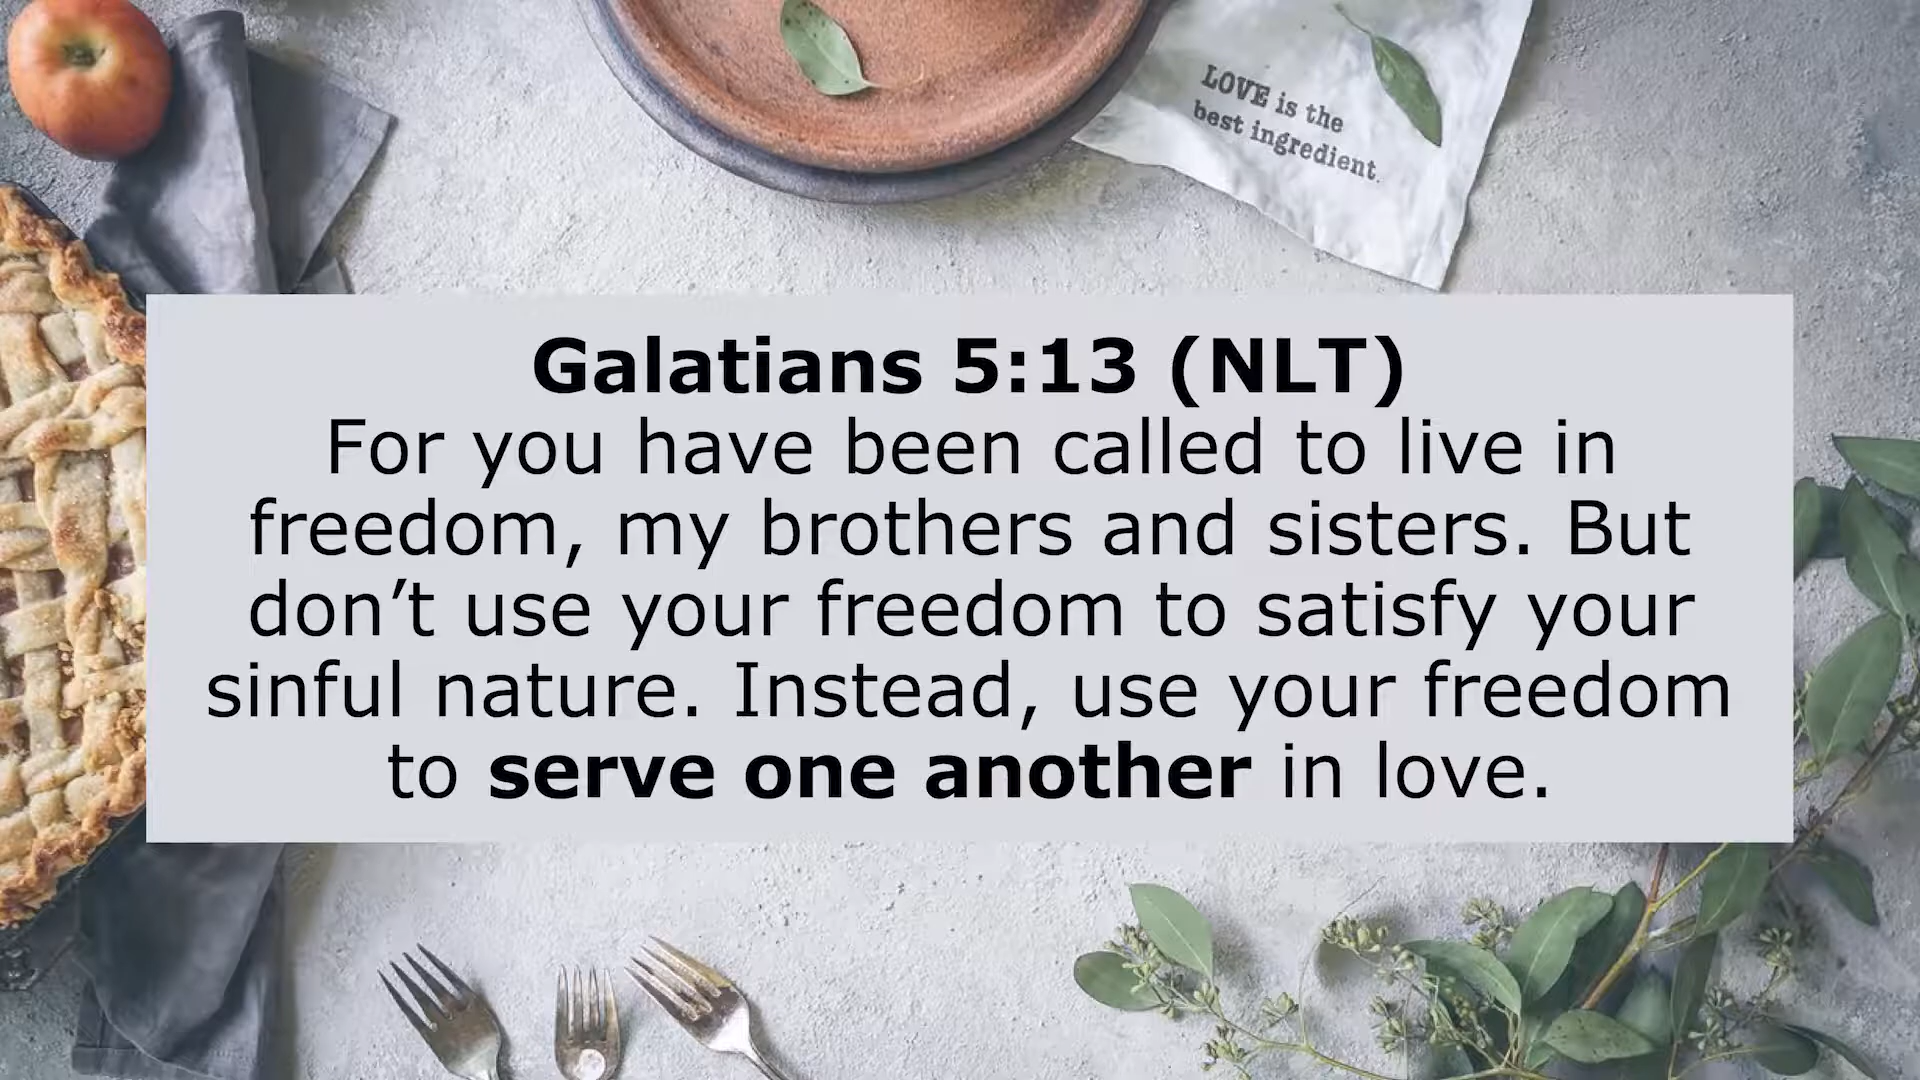 LOVE is the
best ingredient.
Galatians 5:13 (NLT)
For you have been called to live in
freedom, my brothers and sisters. But
don’t use your freedom to satisfy your
sinful nature. Instead, use your freedom
to serve one another in love.